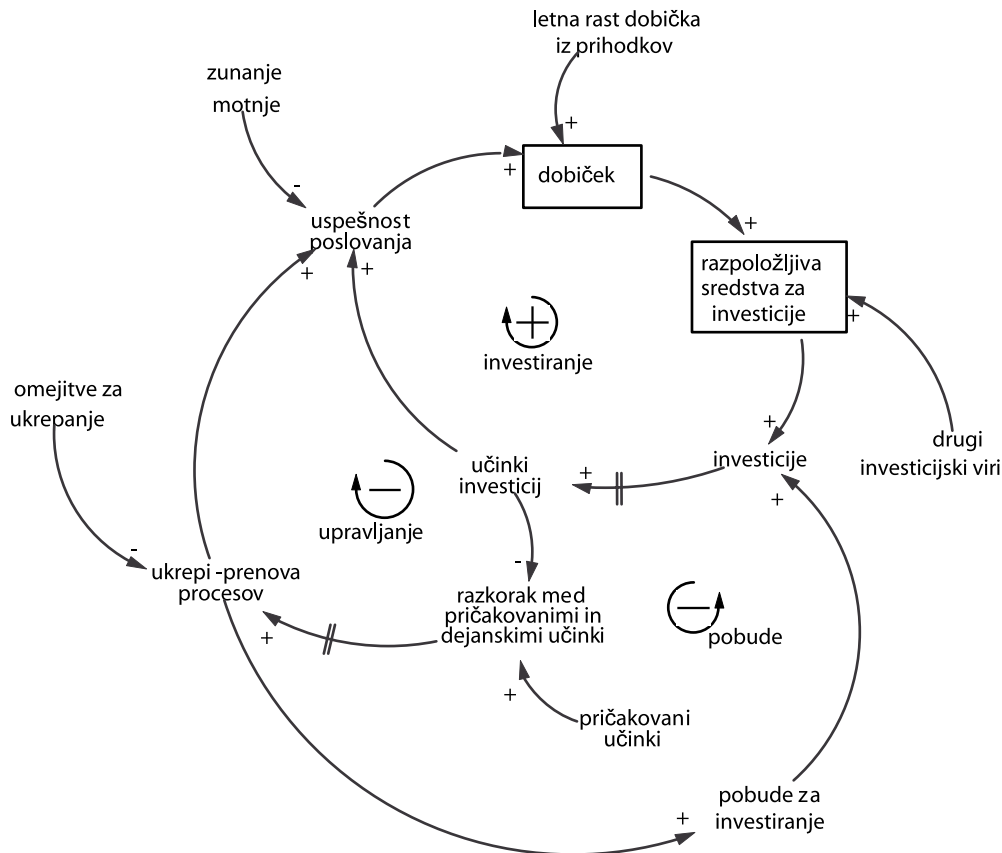 letna rast dobička
iz prihodkov
zunanje
motnje
+
-
+
dobiček
uspešnost
poslovanja
+
+
+
razpoložljiva
sredstva za
investicije
+
+
investiranje
omejitve za
ukrepanje
+
drugi
investicijski viri
investicije
učinki
investicij
+
+
−
upravljanje
-
-
ukrepi -prenova
procesov
razkorak med
pričakovanimi in
dejanskimi učinki
−
pobude
+
+
pričakovani
učinki
pobude za
investiranje
+